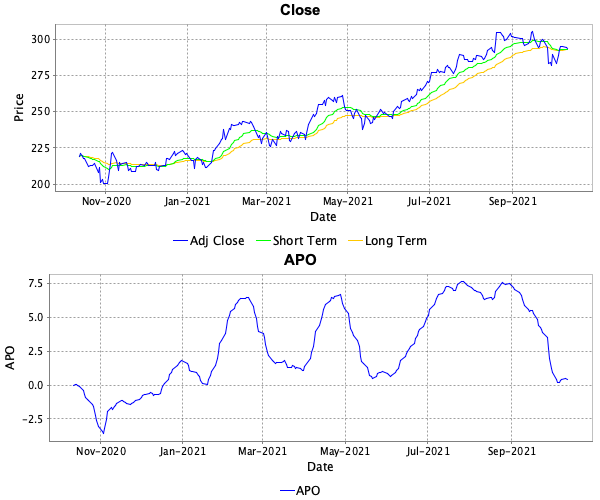 Close
300
275
250
225
200
Price
Nov-2020 Jan-2021 Mar-2021 May-2021 Jul-2021 Sep-2021
Date
Adj Close Short Term Long Term
APO
7.5
5.0
2.5
0.0
-2.5
APO
Nov-2020 Jan-2021 Mar-2021 May-2021 Jul-2021 Sep-2021
Date
APO